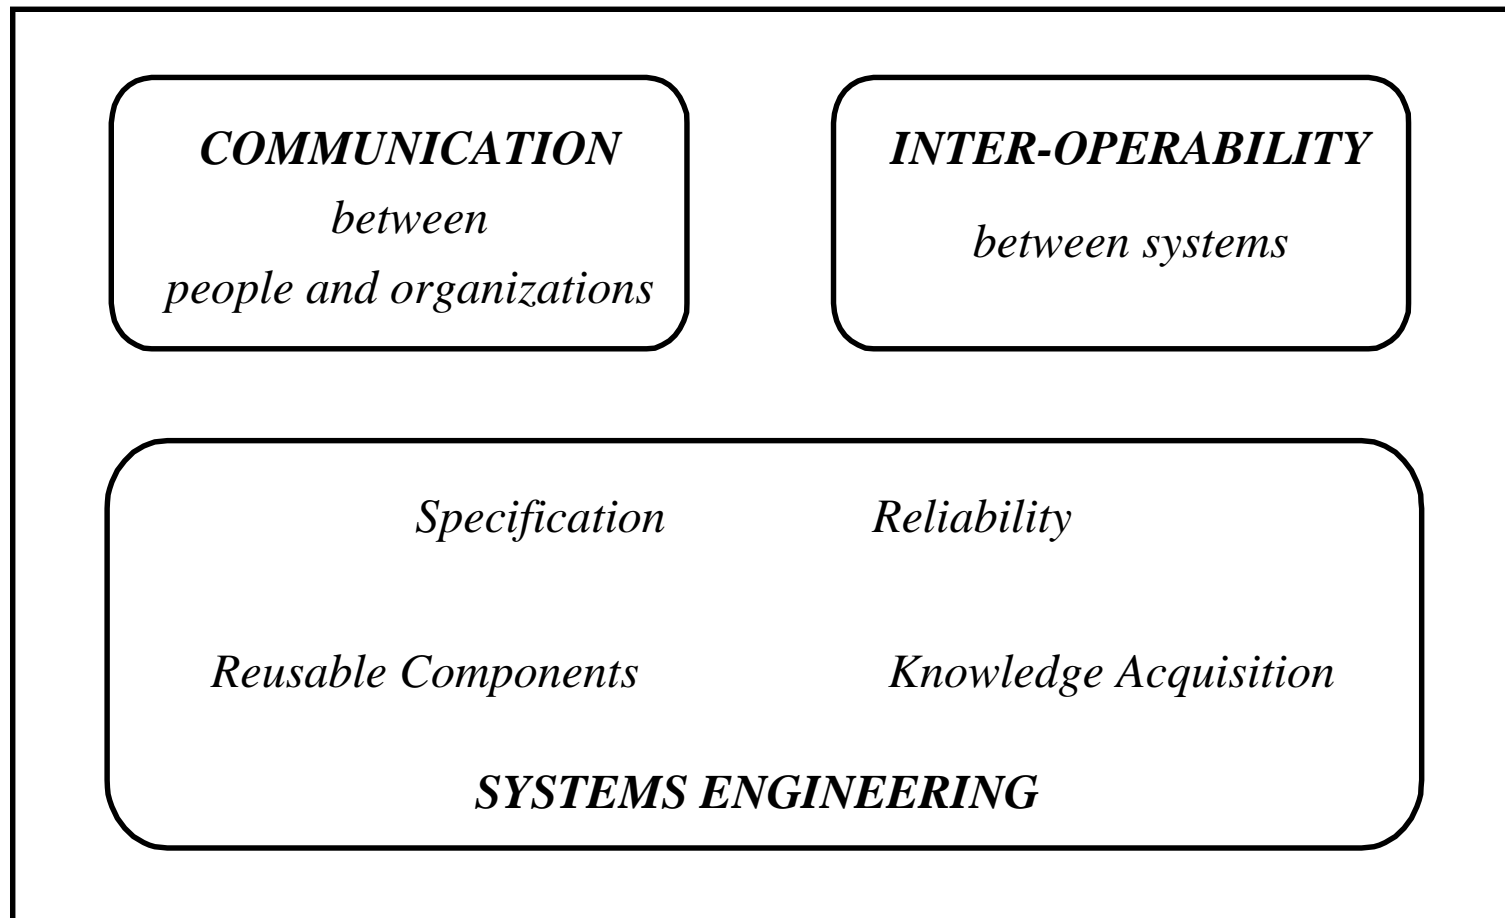 COMMUNICATION
between
people and organizations
INTER-OPERABILITY
between systems
Specification
Reliability
Reusable Components
Knowledge Acquisition
SYSTEMS ENGINEERING